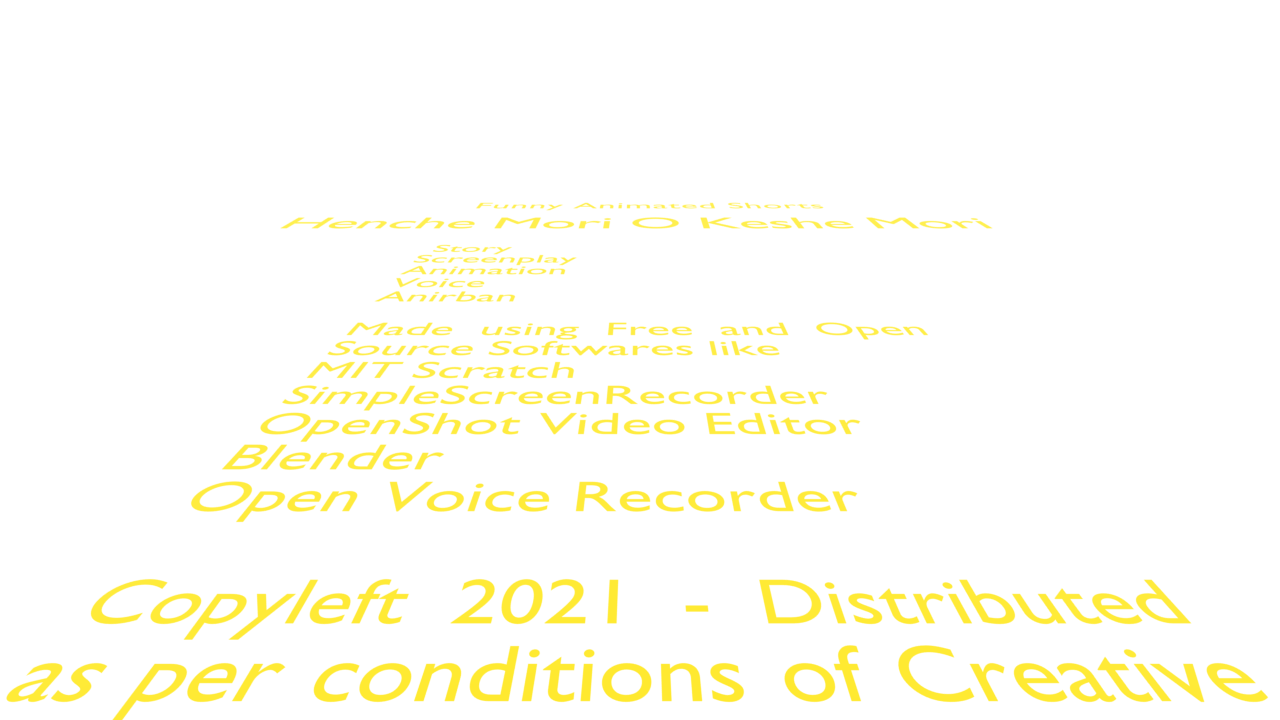 Funny Animated Shorts
Henche Mori O Keshe Mori
Story
Screenplay
Animation
Voice
Anirban
Made using Free and Open
Source Softwares like
MIT Scratch
SimpleScreenRecorder
OpenShot Video Editor
Blender
Open Voice Recorder
Copyleft 2021 - Distributed
as per conditions of Creative